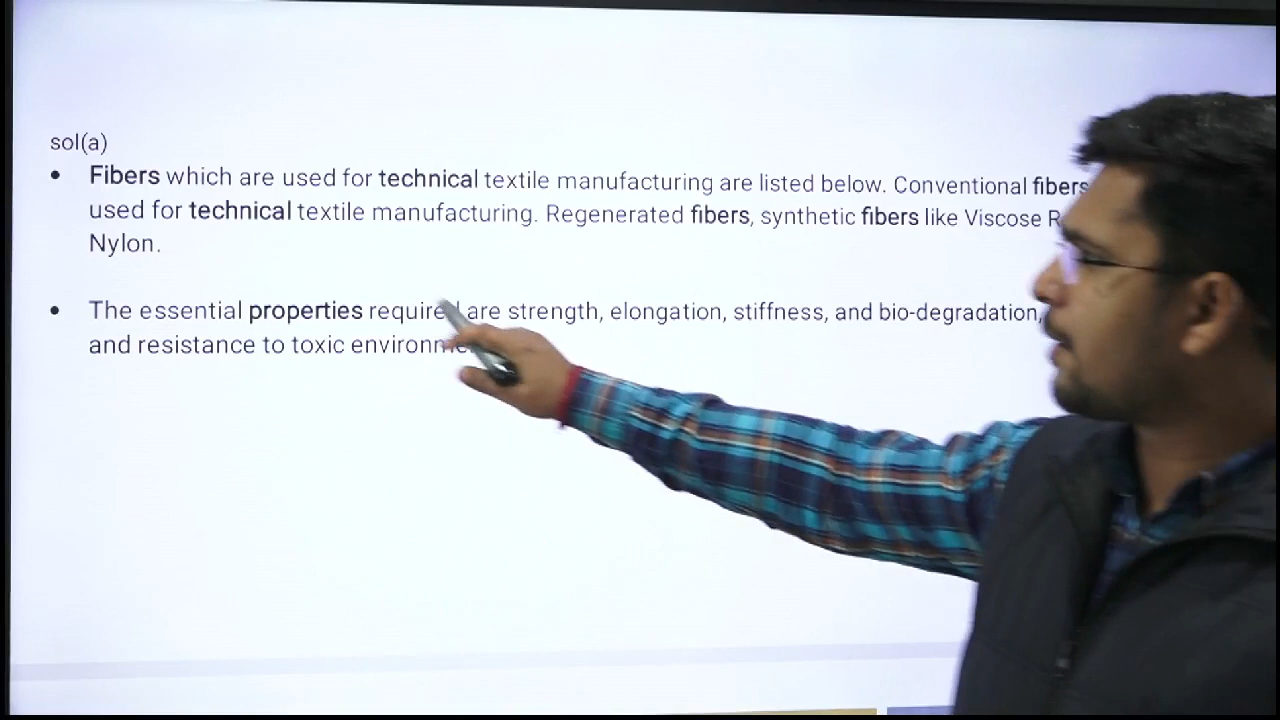 sol(a)
• Fibers which are used for technical textile manufacturing are listed below. Conventional fibers
used for technical textile manufacturing. Regenerated fibers, synthetic fibers like Viscose
Nylon.
• The essential properties required are strength, elongation, stiffness, and bio-degradation,
and resistance to toxic